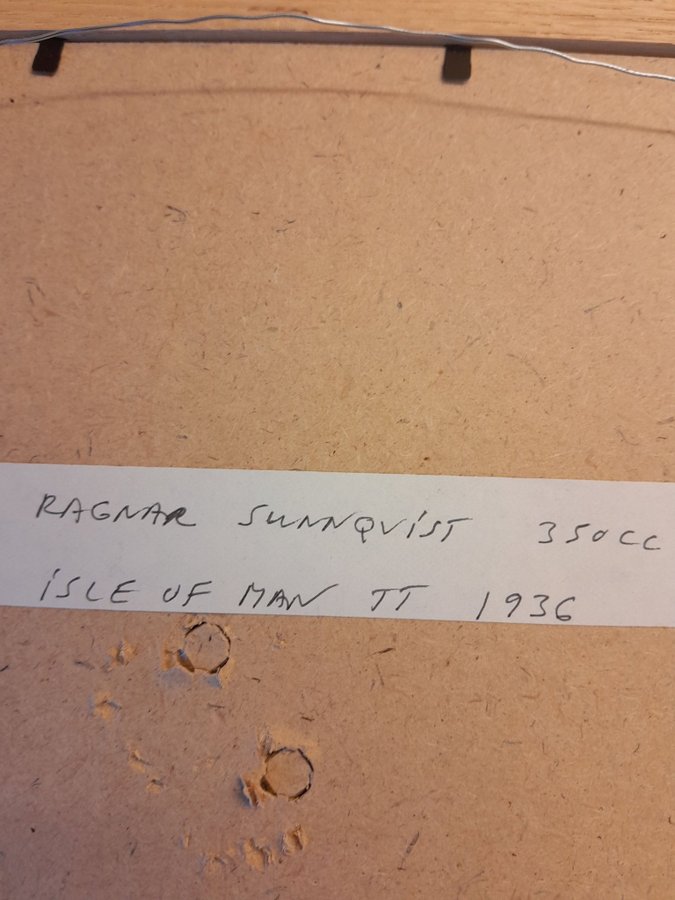 RAGNAR SUNNQViST 350CC
iSLE OF MAN TT 1936